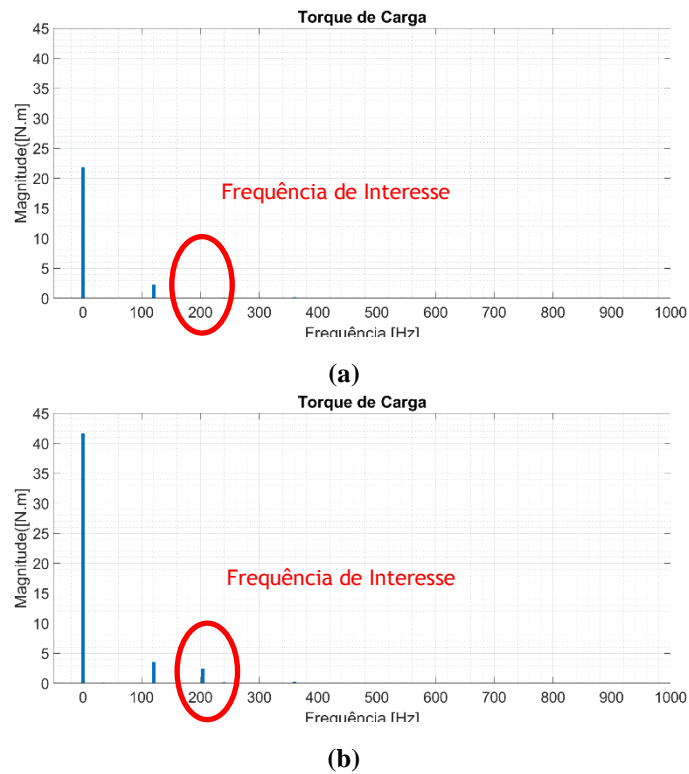 Torque de Carga
45
40
35
30
25
20
15
10
5
0
Magnitude([N.m]
Frequência de Interesse
0 100 200 300 400 500 600 700 800 900 1000
Frequência [Hz]
(a)
Torque de Carga
45
40
35
30
25
20
15
10
5
0
Magnitude([N.m]
Frequência de Interesse
0 100 200 300 400 500 600 700 800 900 1000
Frequência [Hz]
(b)